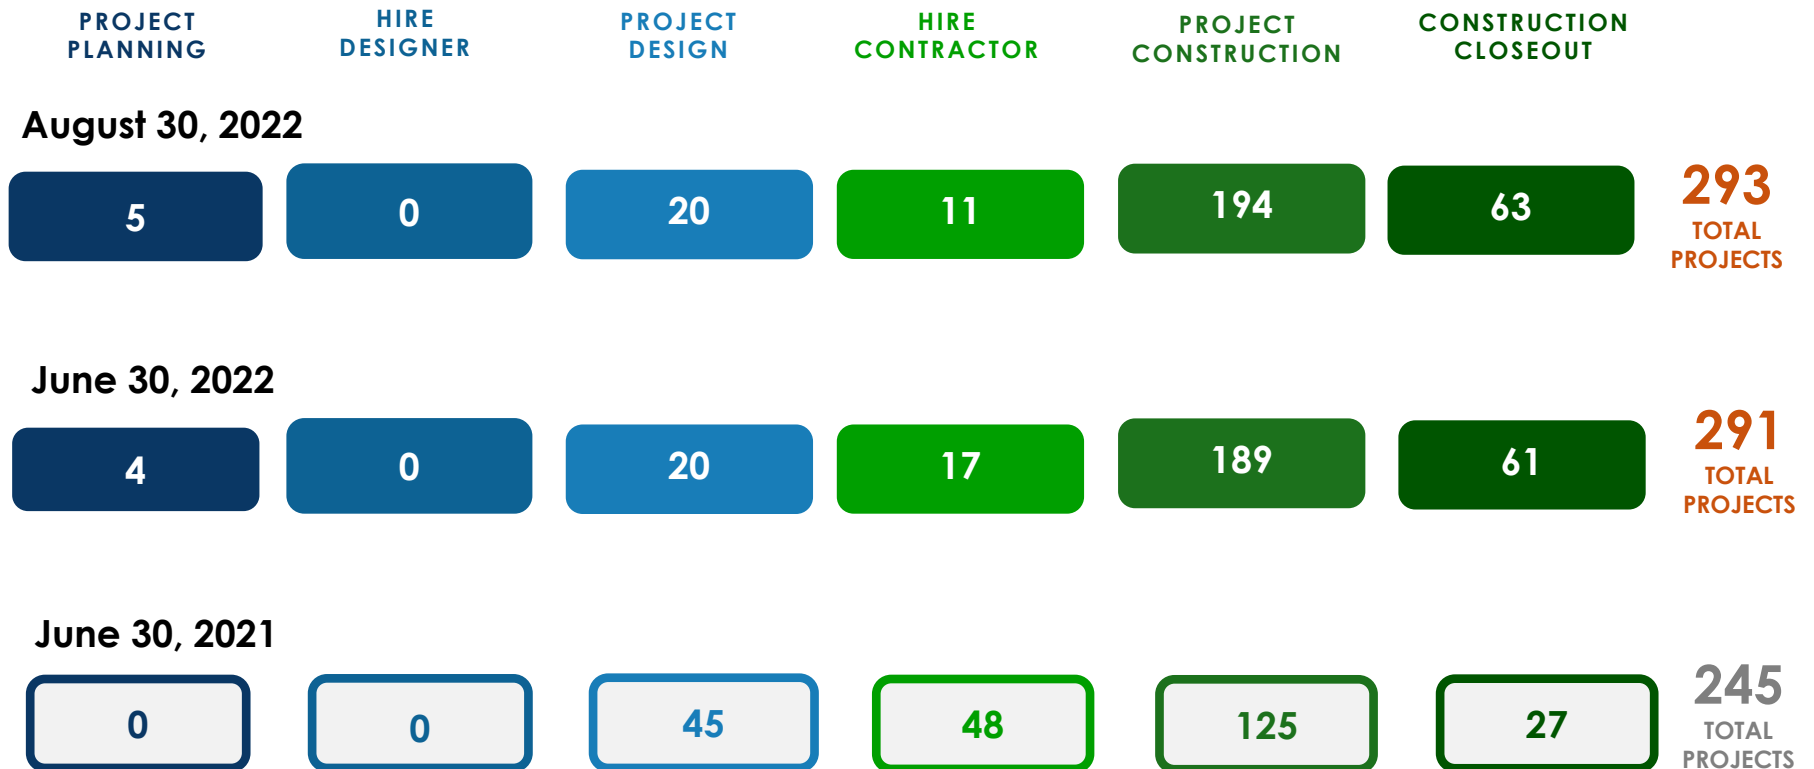 PROJECT
PLANNING
HIRE
DESIGNER
PROJECT
DESIGN
HIRE
CONTRACTOR
PROJECT
CONSTRUCTION
CONSTRUCTION
CLOSEOUT
August 30, 2022
5
0
20
11
194
63
293
TOTAL
PROJECTS
June 30, 2022
4
0
20
17
189
61
291
TOTAL
PROJECTS
June 30, 2021
0
0
45
48
125
27
245
TOTAL
PROJECTS